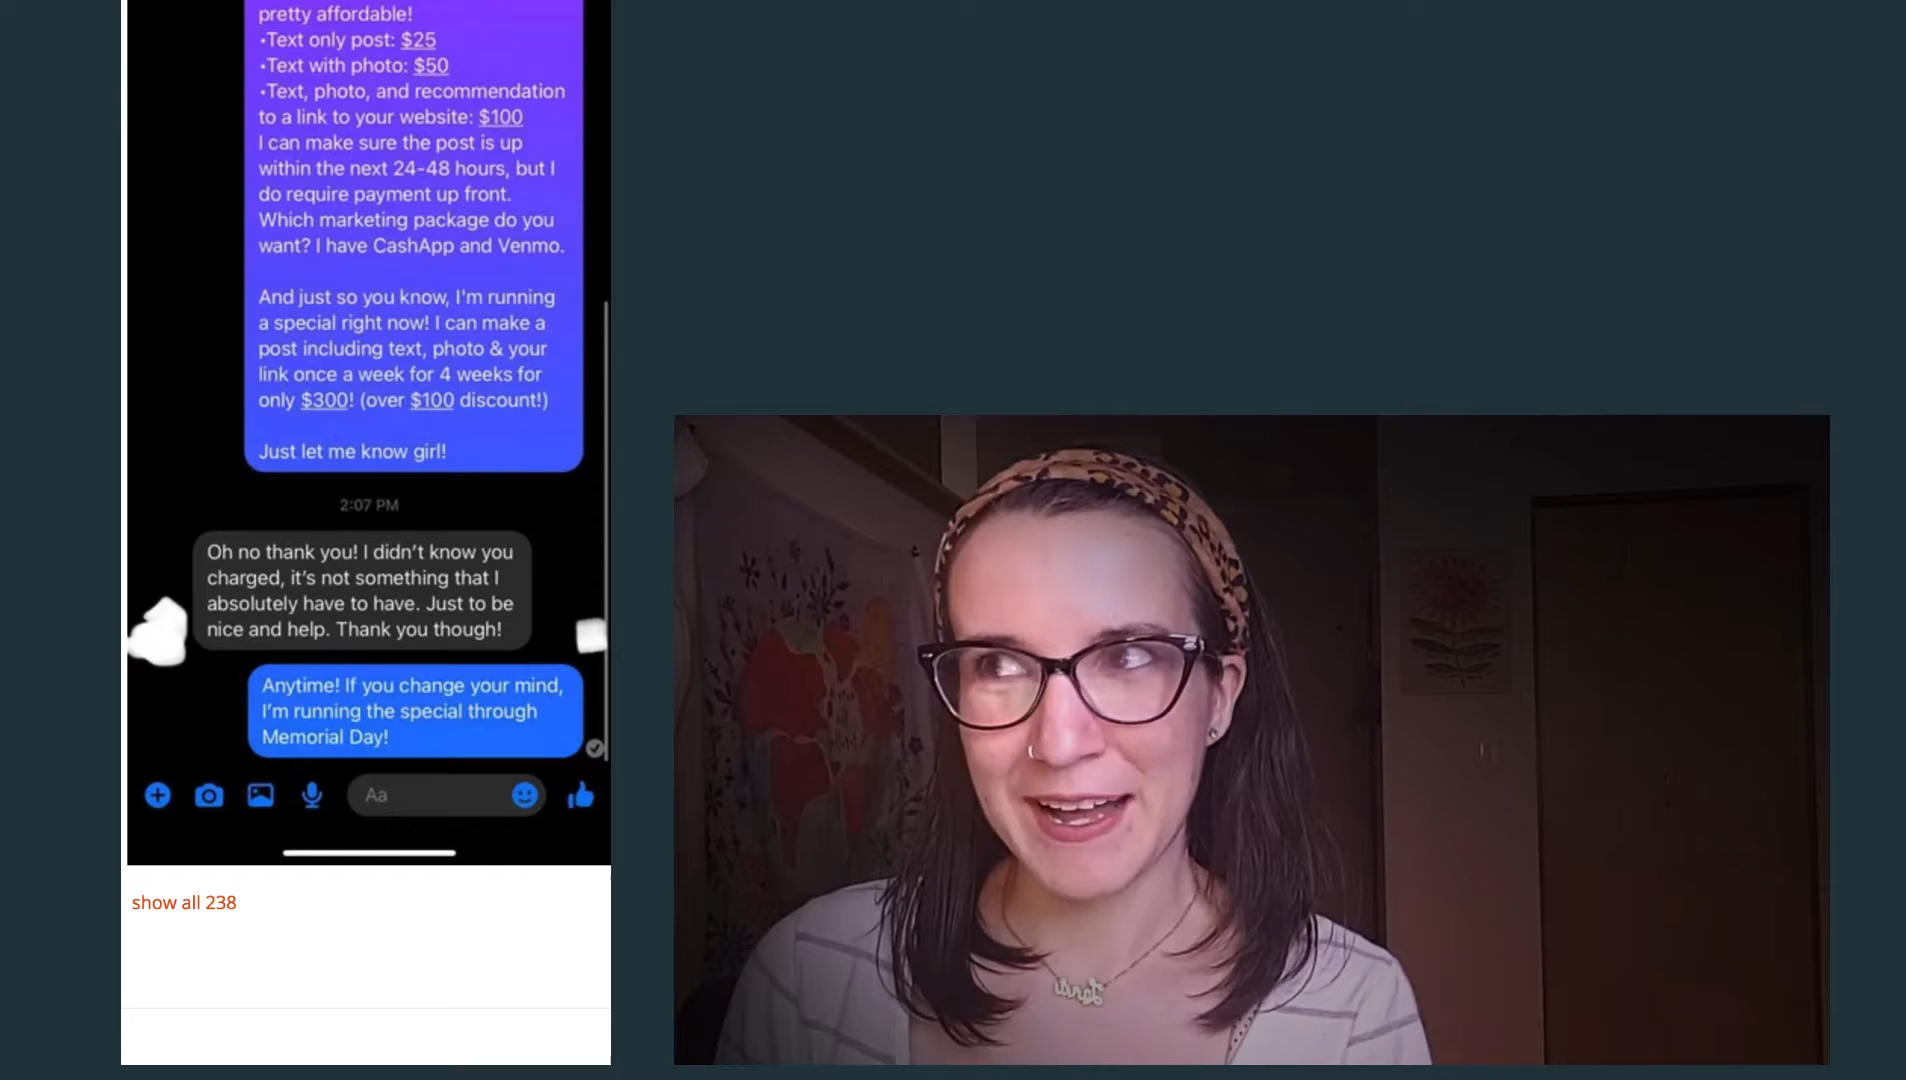 pretty affordable!
•Text only post: $25
•Text with photo: $50
•Text, photo, and recommendation
to a link to your website: $100
I can make sure the post is up
within the next 24-48 hours, but I
do require payment up front.
Which marketing package do you
want? I have CashApp and Venmo.
And just so you know, I'm running
a special right now! I can make a
post including text, photo & your
link once a week for 4 weeks for
only $300! (over $100 discount!)
Just let me know girl!
2:07 PM
Oh no thank you! I didn't know you
charged, it's not something that I
absolutely have to have. Just to be
nice and help. Thank you though!
Anytime! If you change your mind,
I'm running the special through
Memorial Day!
Aa
show all 238